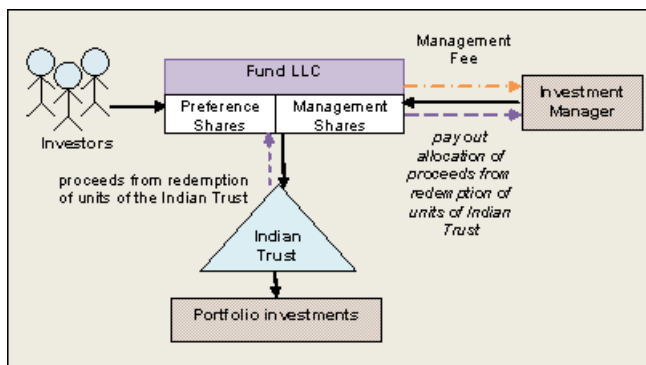 Management
Fee
Fund LLC
Preference
Shares
Management
Shares
Investment
Manager
Investors
pay out
allocation of
proceeds from
redemption of
units of Indian
Trust
proceeds from redemption
of units of the Indian Trust
Indian
Trust
Portfolio investments